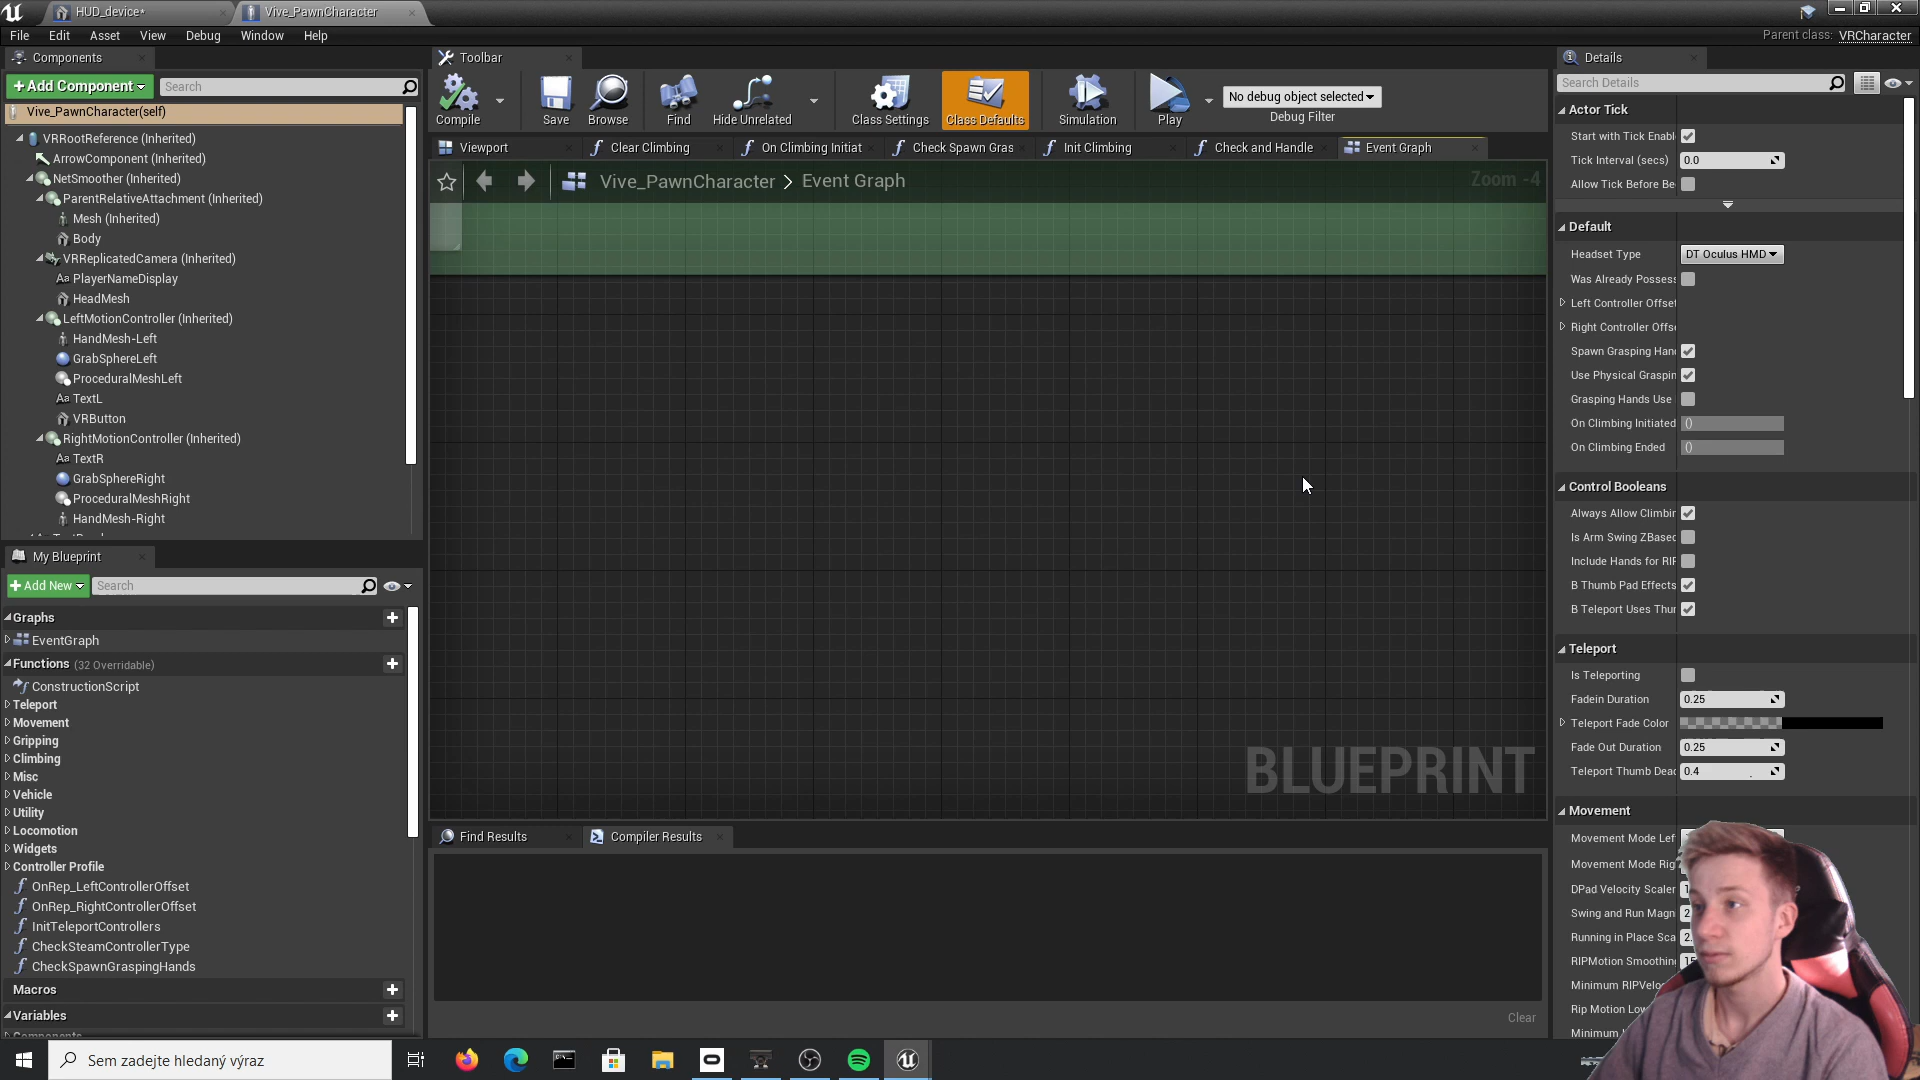 HUD_device*
Vive_PawnCharacter
File Edit Asset View Debug Window Help
Parent class: VRCharacter
Components
+Add Component
Search
Vive_PawnCharacter(self)
VRRootReference (Inherited)
ArrowComponent (Inherited)
NetSmoother (Inherited)
ParentRelativeAttachment (Inherited)
Mesh (Inherited)
Body
VRReplicatedCamera (Inherited)
Aa PlayerNameDisplay
HeadMesh
LeftMotionController (Inherited)
HandMesh-Left
GrabSphereLeft
ProceduralMeshLeft
Aa TextL
VRButton
RightMotionController (Inherited)
Aa TextR
GrabSphereRight
ProceduralMeshRight
HandMesh-Right
My Blueprint
+Add New
Search
Graphs
EventGraph
Functions (32 Overridable)
ConstructionScript
Teleport
Movement
Gripping
Climbing
Misc
Vehicle
Utility
Locomotion
Widgets
Controller Profile
f OnRep_LeftControllerOffset
f OnRep_RightControllerOffset
f InitTeleportControllers
f CheckSteamControllerType
f CheckSpawnGraspingHands
Macros
Variables
Toolbar
Compile
Save
Browse
Find
Hide Unrelated
Class Settings
Class Defaults
Simulation
Play
No debug object selected
Debug Filter
Viewport
f Clear Climbing
f On Climbing Initiat
f Check Spawn Gras
f Init Climbing
f Check and Handle
Event Graph
Vive_PawnCharacter > Event Graph
Zoom -4
BLUEPRINT
Find Results
Compiler Results
Clear
Details
Search Details
Actor Tick
Start with Tick Enabl
Tick Interval (secs) 0.0
Allow Tick Before Be
Default
Headset Type DT Oculus HMD
Was Already Possess
Left Controller Offset
Right Controller Offs
Spawn Grasping Han
Use Physical Graspin
Grasping Hands Use
On Climbing Initiated ()
On Climbing Ended ()
Control Booleans
Always Allow Climbin
Is Arm Swing ZBased
Include Hands for RIP
B Thumb Pad Effects
B Teleport Uses Thum
Teleport
Is Teleporting
Fadein Duration 0.25
Teleport Fade Color
Fade Out Duration 0.25
Teleport Thumb Dead 0.4
Movement
Movement Mode Lef
Movement Mode Rig
DPad Velocity Scaler
Swing and Run Magn
Running in Place Sca
RIPMotion Smoothing
Minimum RIPVeloc
Rip Motion Low
Minimum
Sem zadejte hledaný výraz